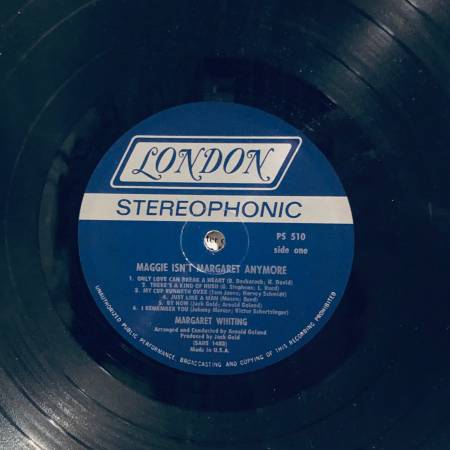 LONDON
STEREOPHONIC
PS 510
side one
MAGGIE ISN'T MARGARET ANYMORE
1. ONLY LOVE CAN BREAK A HEART (B. Bacharach; H. David)
2. THERE'S A KIND OF HUSH (G. Stephens; L. Reed)
3. MY CUP RUNNETH OVER (Tom Jones; Harvey Schmidt)
4. JUST LIKE A MAN (Mason; Reed)
5. BY NOW (Jack Gold; Arnold Goland)
6. I REMEMBER YOU (Johnny Mercer; Victor Schertzinger)
MARGARET WHITING
Arranged and Conducted by Arnold Goland
Produced by Jack Gold
Made in U.S.A.
UNAUTHORIZED PUBLIC PERFORMANCE, BROADCASTING AND COPYING OF THIS RECORDING PROHIBITED